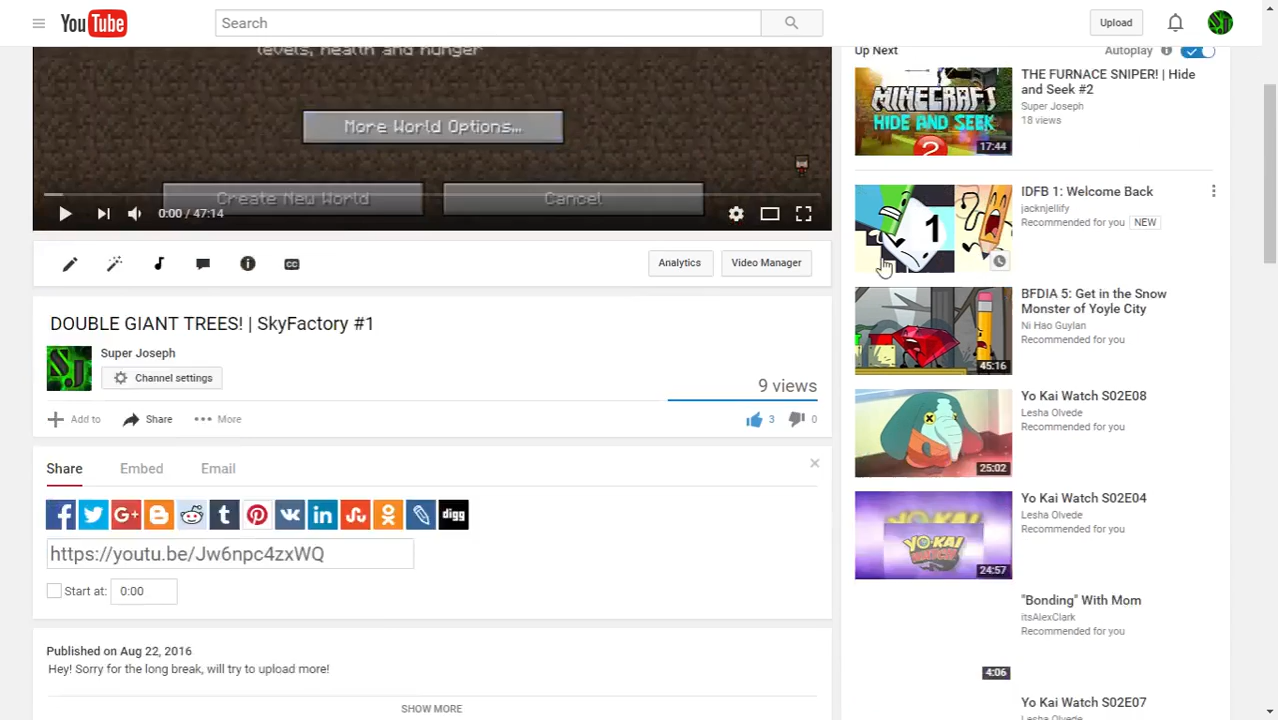 YouTube
Search
Upload
levels, health and hunger
More World Options...
Create New World
Cancel
0:00 / 47:14
Analytics
Video Manager
DOUBLE GIANT TREES! | SkyFactory #1
SJ
Super Joseph
Channel settings
9 views
Add to
Share
More
3
0
Share
Embed
Email
https://youtu.be/Jw6npc4zxWQ
Start at:
0:00
Published on Aug 22, 2016
Hey! Sorry for the long break, will try to upload more!
SHOW MORE
Up Next
Autoplay
MINECRAFT
HIDE AND SEEK
2
17:44
THE FURNACE SNIPER! | Hide
and Seek #2
Super Joseph
18 views
1
IDFB 1: Welcome Back
jacknjellify
Recommended for you
NEW
45:16
BFDIA 5: Get in the Snow
Monster of Yoyle City
Ni Hao Guylan
Recommended for you
25:02
Yo Kai Watch S02E08
Lesha Olvede
Recommended for you
YO-KAI
WATCH
24:57
Yo Kai Watch S02E04
Lesha Olvede
Recommended for you
4:06
"Bonding" With Mom
itsAlexClark
Recommended for you
Yo Kai Watch S02E07
Lesha Olvede